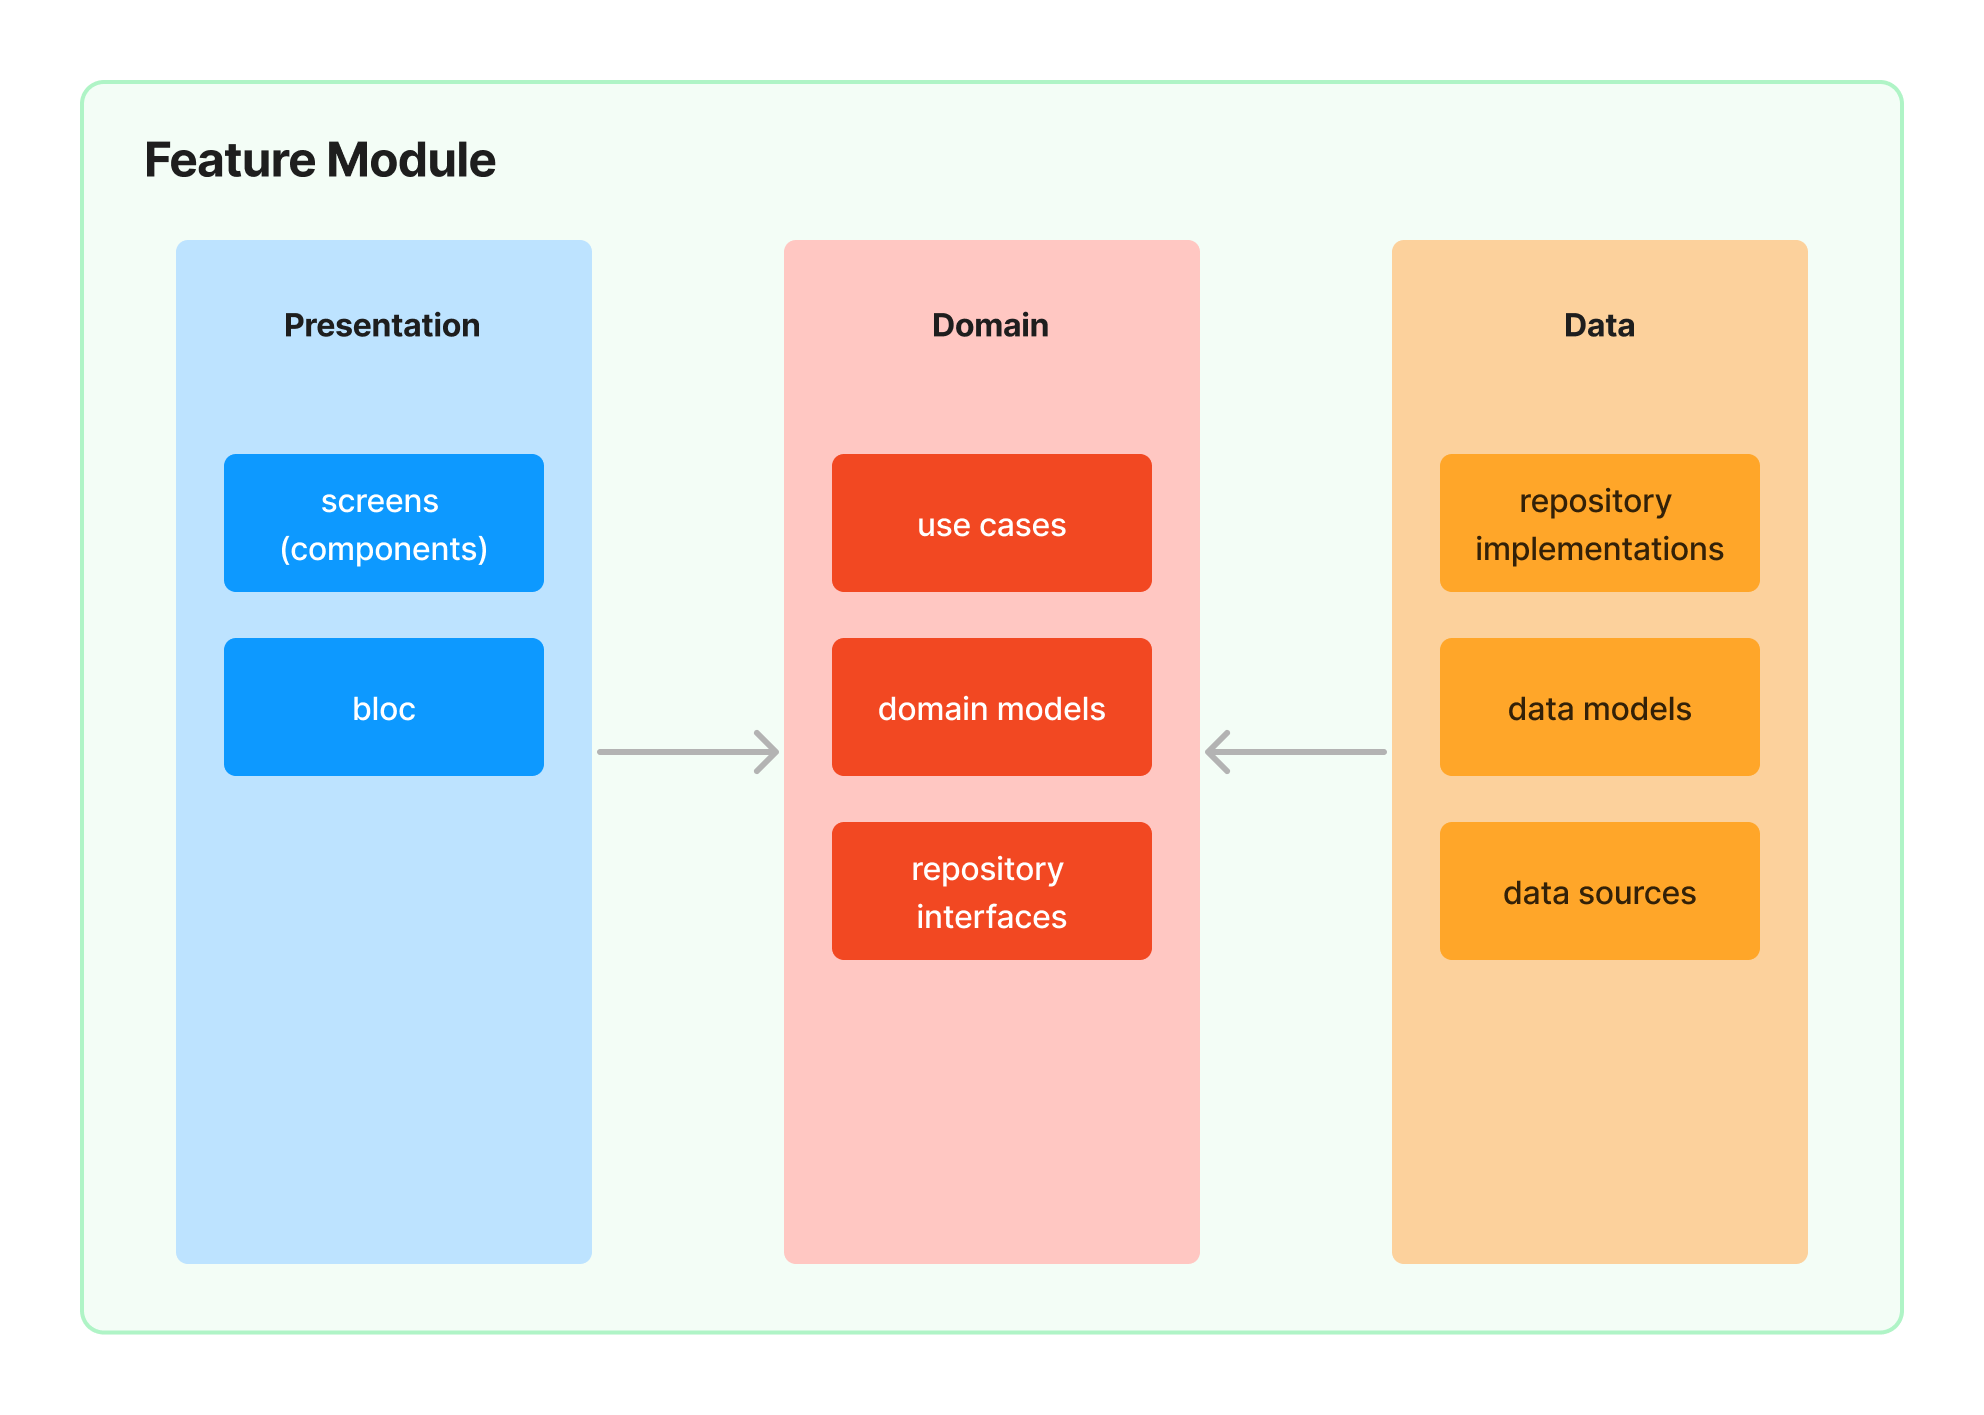 Feature Module
Presentation
screens
(components)
bloc
Domain
use cases
domain models
repository
interfaces
Data
repository
implementations
data models
data sources